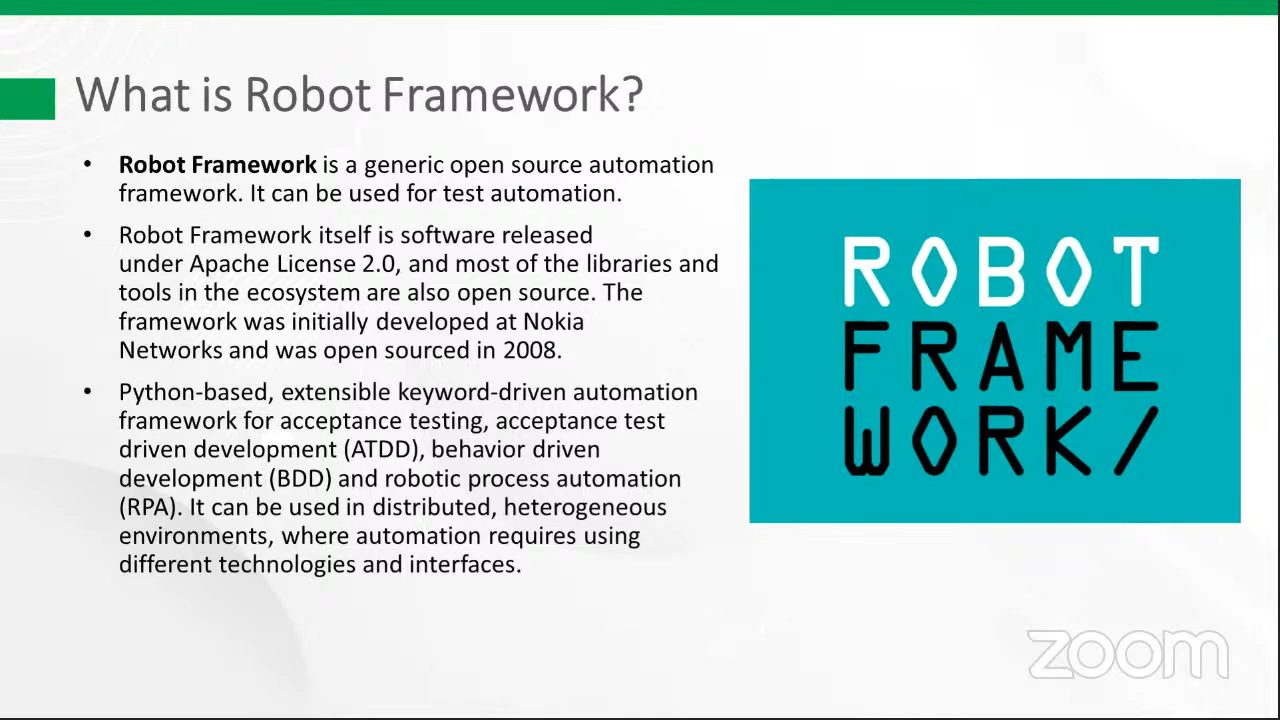 What is Robot Framework?
• Robot Framework is a generic open source automation
framework. It can be used for test automation.
• Robot Framework itself is software released
under Apache License 2.0, and most of the libraries and
tools in the ecosystem are also open source. The
framework was initially developed at Nokia
Networks and was open sourced in 2008.
• Python-based, extensible keyword-driven automation
framework for acceptance testing, acceptance test
driven development (ATDD), behavior driven
development (BDD) and robotic process automation
(RPA). It can be used in distributed, heterogeneous
environments, where automation requires using
different technologies and interfaces.
ROBOT
FRAME
WORK/
zoom